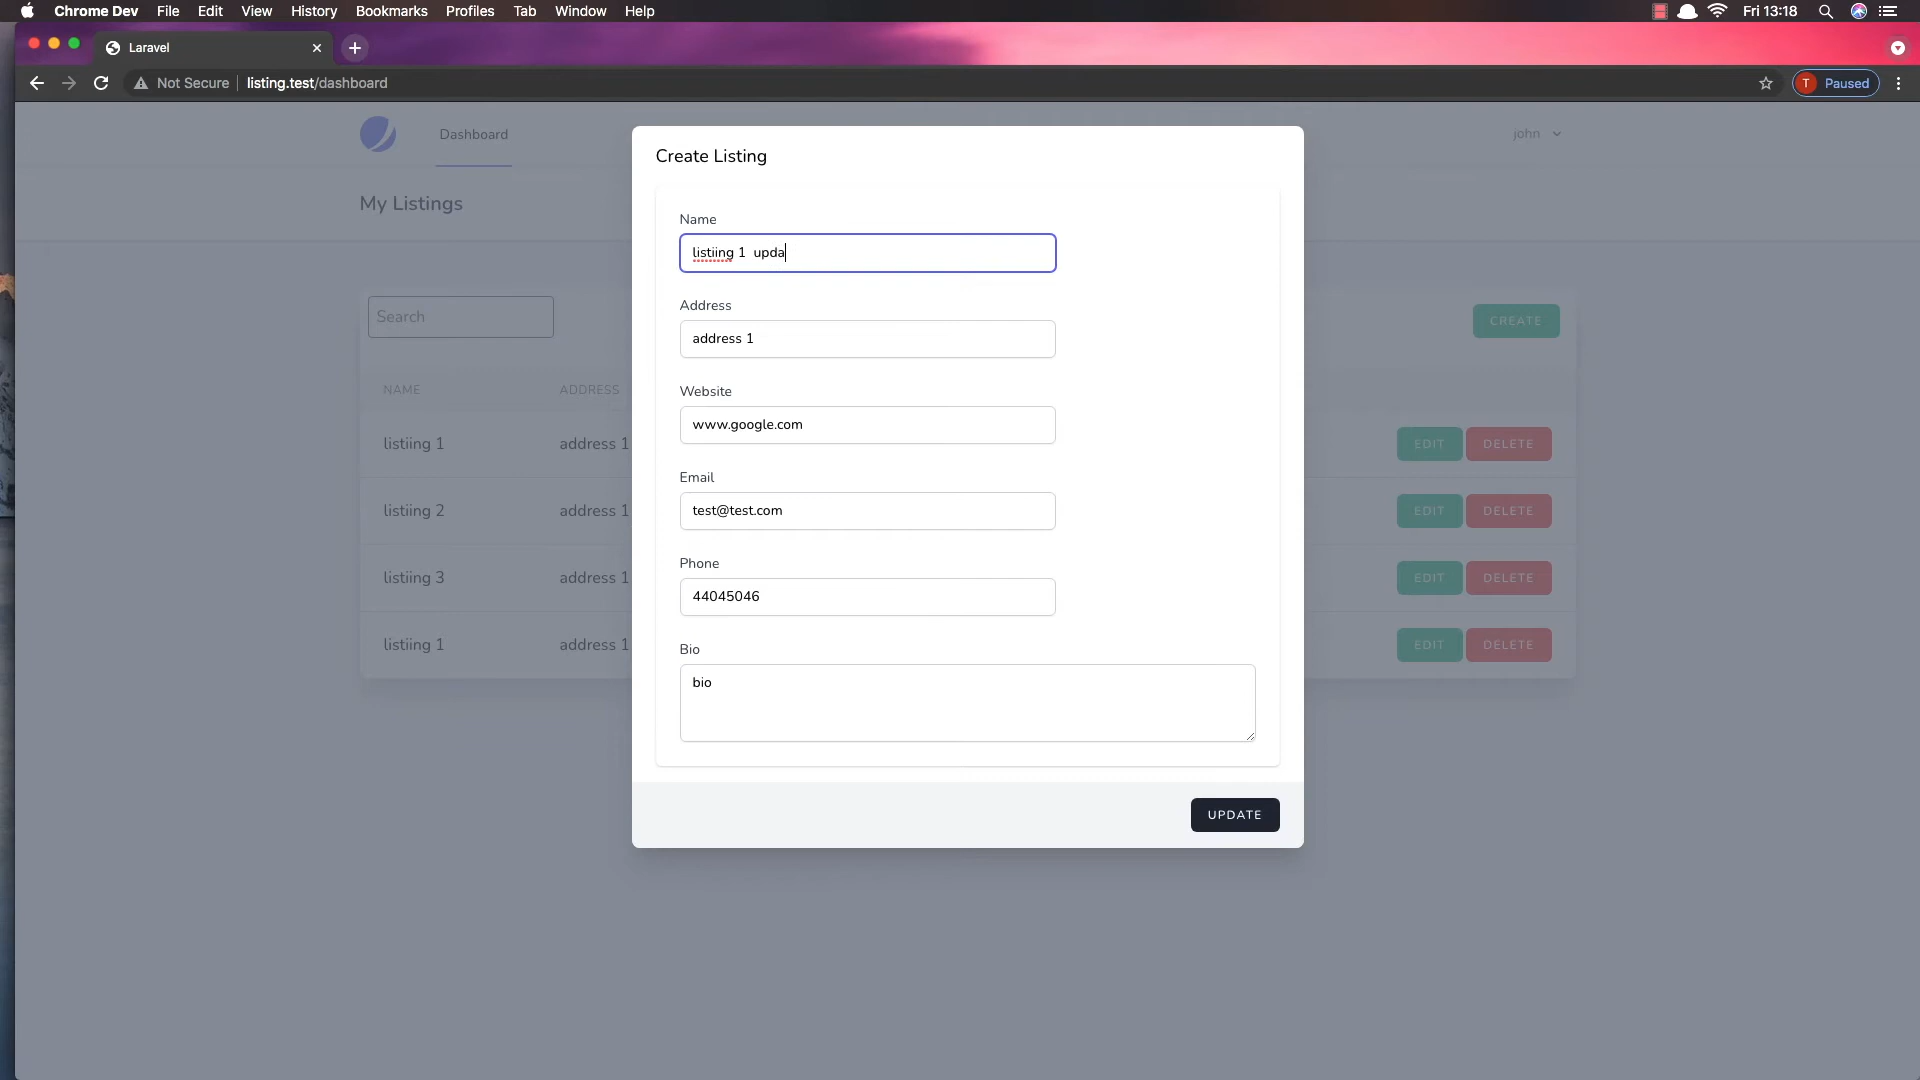 Chrome Dev File Edit View History Bookmarks Profiles Tab Window Help Fri 13:18
Laravel
Not Secure listing.test/dashboard T Paused
Dashboard john
My Listings
Search CREATE
NAME ADDRESS
listiing 1 address 1 EDIT DELETE
listiing 2 address 1 EDIT DELETE
listiing 3 address 1 EDIT DELETE
listiing 1 address 1 EDIT DELETE
Create Listing
Name
listiing 1  upda
Address
address 1
Website
www.google.com
Email
test@test.com
Phone
44045046
Bio
bio
UPDATE